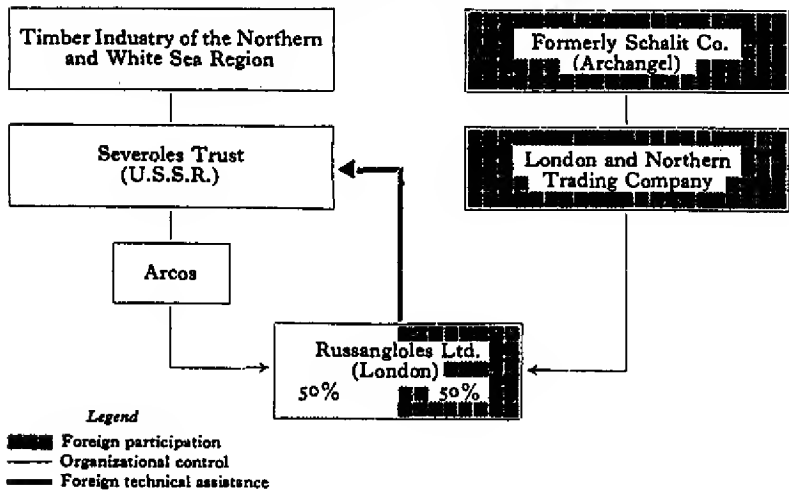 Timber Industry of the Northern
and White Sea Region
Formerly Schalit Co.
(Archangel)
Severoles Trust
(U.S.S.R.)
London and Northern
Trading Company
Arcos
Russangloles Ltd.
(London)
50%
50%
Legend
Foreign participation
Organizational control
Foreign technical assistance